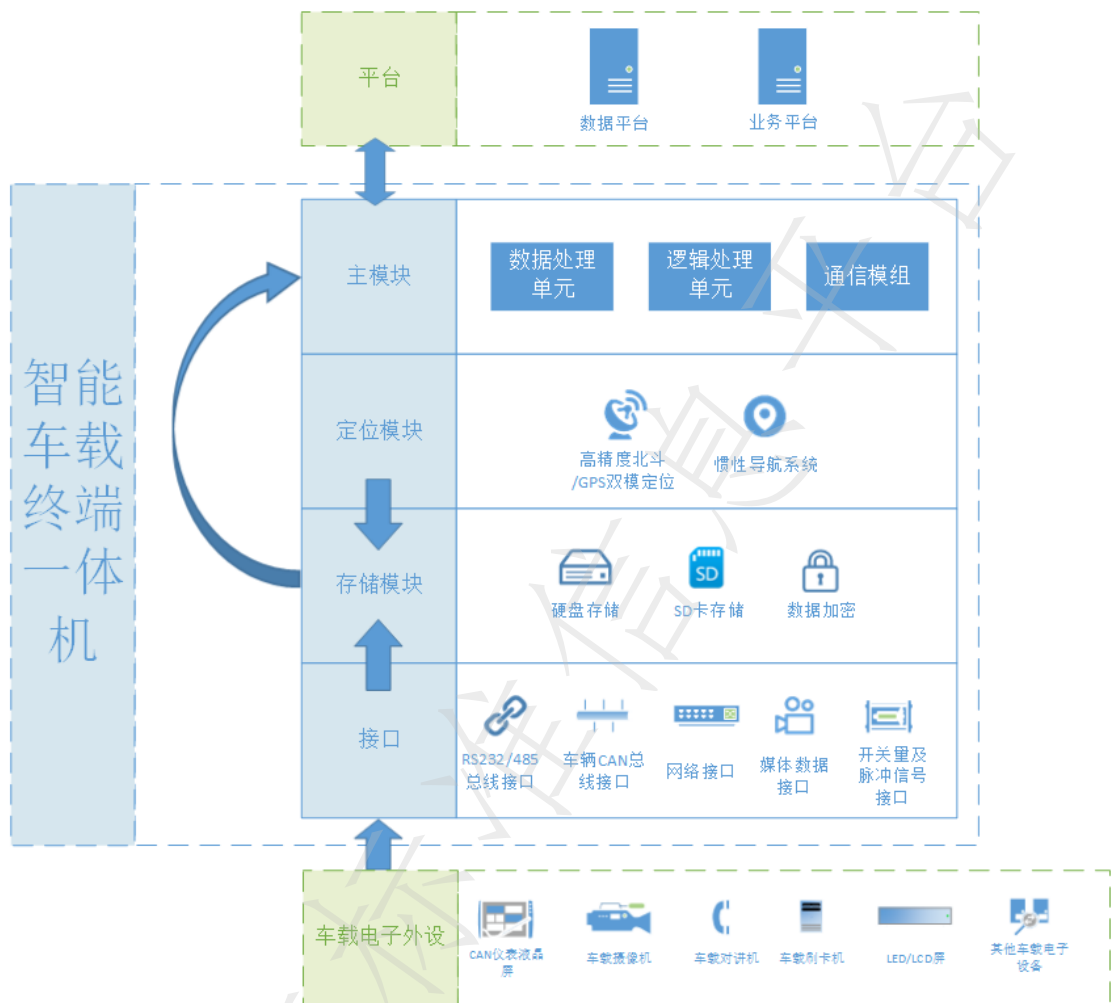 平台
数据平台
业务平台
智能
车载
终端
一体
机
主模块
数据处理
单元
逻辑处理
单元
通信模组
定位模块
高精度北斗
/GPS双模定位
惯性导航系统
存储模块
硬盘存储
SD
SD卡存储
数据加密
接口
RS232/485
总线接口
车辆CAN总
线接口
网络接口
媒体数据
接口
开关量及
脉冲信号
接口
车载电子外设
CAN仪表液晶
屏
车载摄像机
车载对讲机
车载刷卡机
LED/LCD屏
其他车载电子
设备
标准信息平台